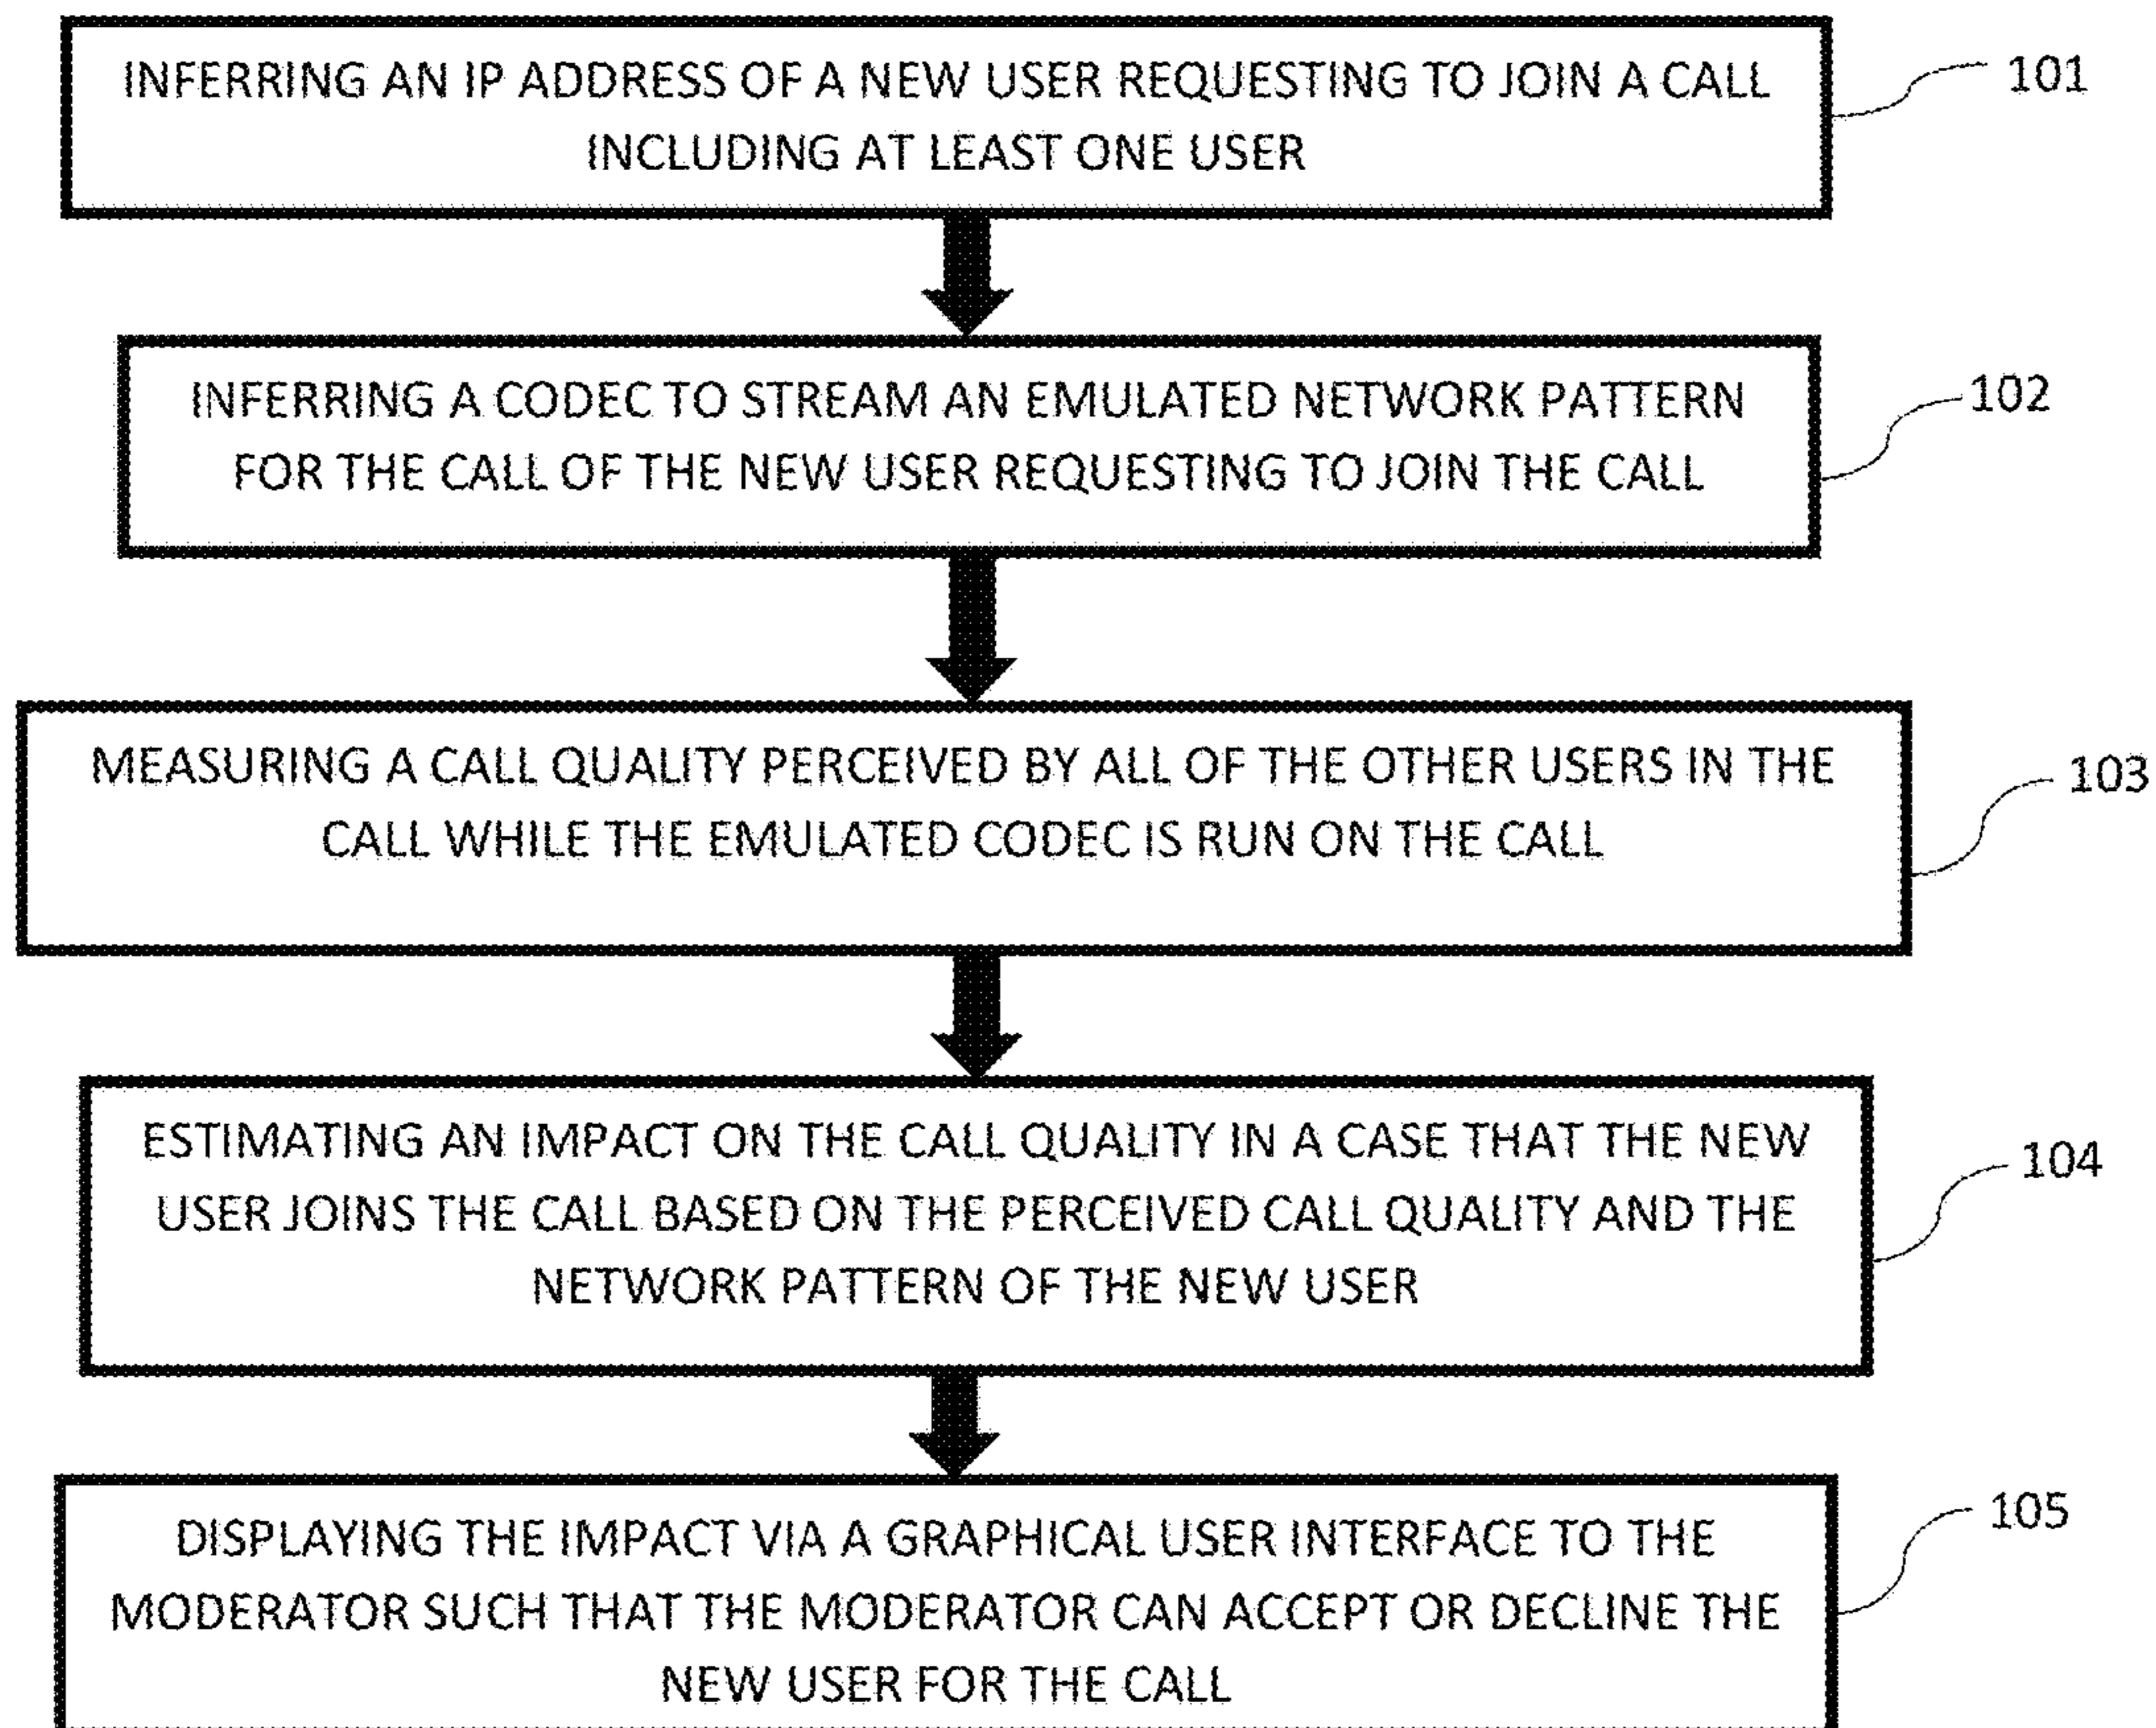 INFERRING AN IP ADDRESS OF A NEW USER REQUESTING TO JOIN A CALL
INCLUDING AT LEAST ONE USER
101
INFERRING A CODEC TO STREAM AN EMULATED NETWORK PATTERN
FOR THE CALL OF THE NEW USER REQUESTING TO JOIN THE CALL
102
MEASURING A CALL QUALITY PERCEIVED BY ALL OF THE OTHER USERS IN THE
CALL WHILE THE EMULATED CODEC IS RUN ON THE CALL
103
ESTIMATING AN IMPACT ON THE CALL QUALITY IN A CASE THAT THE NEW
USER JOINS THE CALL BASED ON THE PERCEIVED CALL QUALITY AND THE
NETWORK PATTERN OF THE NEW USER
104
DISPLAYING THE IMPACT VIA A GRAPHICAL USER INTERFACE TO THE
MODERATOR SUCH THAT THE MODERATOR CAN ACCEPT OR DECLINE THE
NEW USER FOR THE CALL
105